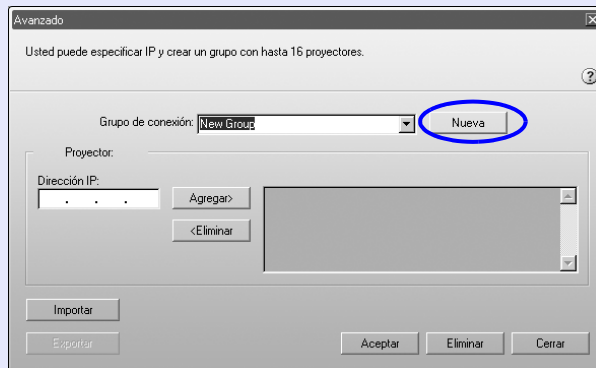 Avanzado
Usted puede especificar IP y crear un grupo con hasta 16 proyectores.
?
Grupo de conexión: New Group Nueva
Proyector:
Dirección IP:
. . . Agregar>
<Eliminar
Importar
Exportar Aceptar Eliminar Cerrar